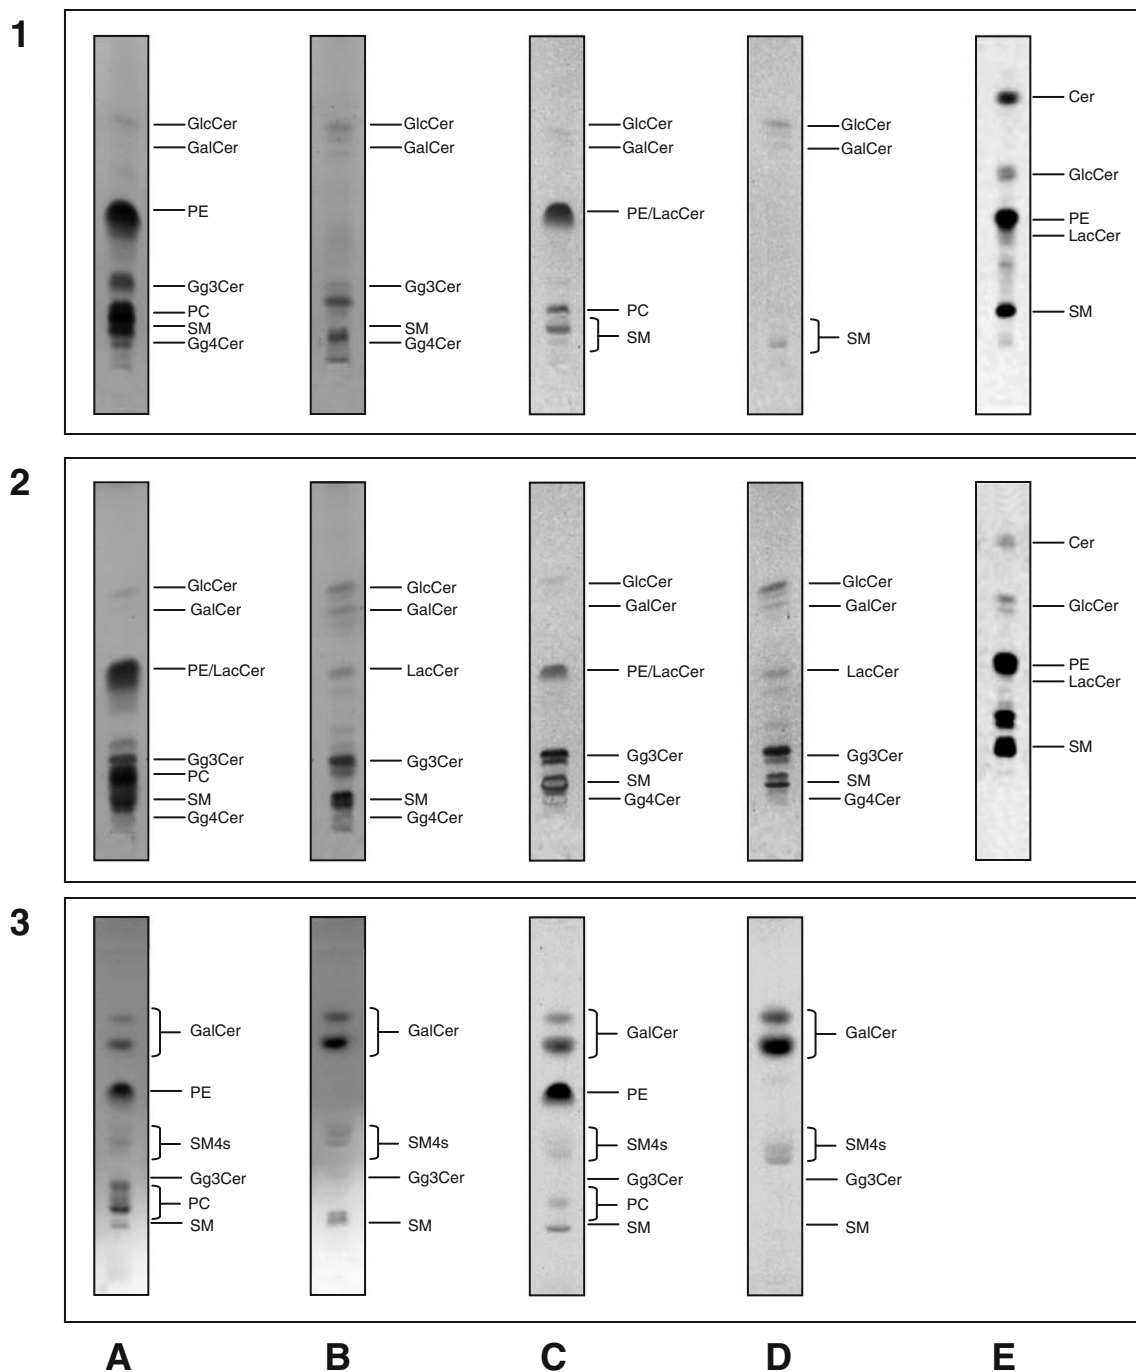 1
GlcCer
GalCer
PE
Gg3Cer
PC
SM
Gg4Cer
GlcCer
GalCer
Gg3Cer
SM
Gg4Cer
GlcCer
GalCer
PE/LacCer
PC
SM
GlcCer
GalCer
SM
Cer
GlcCer
PE
LacCer
SM
2
GlcCer
GalCer
PE/LacCer
Gg3Cer
PC
SM
Gg4Cer
GlcCer
GalCer
LacCer
Gg3Cer
SM
Gg4Cer
GlcCer
GalCer
PE/LacCer
Gg3Cer
SM
Gg4Cer
GlcCer
GalCer
LacCer
Gg3Cer
SM
Gg4Cer
Cer
GlcCer
PE
LacCer
SM
3
GalCer
PE
SM4s
Gg3Cer
PC
SM
GalCer
SM4s
Gg3Cer
SM
GalCer
PE
SM4s
Gg3Cer
PC
SM
GalCer
SM4s
Gg3Cer
SM
A B C D E